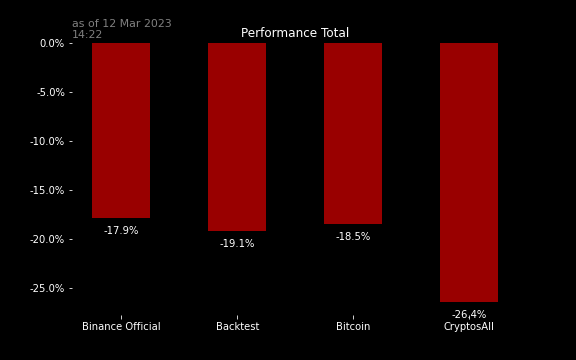 as of 12 Mar 2023
14:22
Performance Total
0.0%
-5.0%
-10.0%
-15.0%
-20.0%
-25.0%
-17.9%
-19.1%
-18.5%
-26,4%
Binance Official
Backtest
Bitcoin
CryptosAll